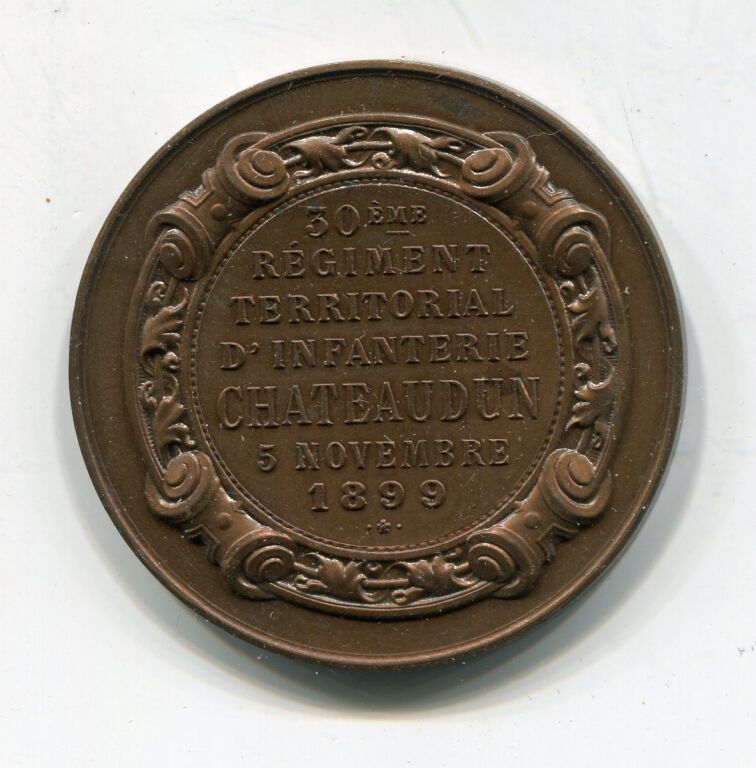 30ÈME
RÉGIMENT
TERRITORIAL
D'INFANTERIE
CHATEAUDUN
5 NOVEMBRE
1899